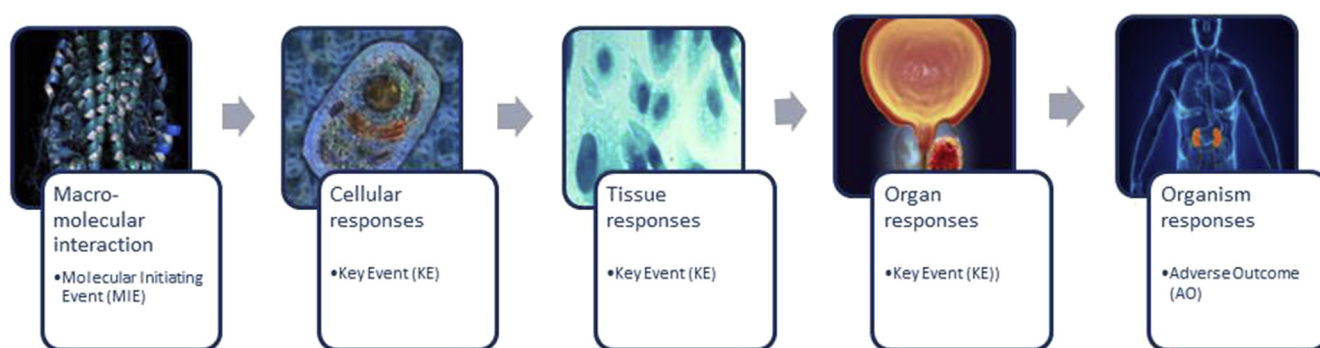 Macro-
molecular
interaction
•Molecular Initiating
Event (MIE)
Cellular
responses
•Key Event (KE)
Tissue
responses
•Key Event (KE)
Organ
responses
•Key Event (KE))
Organism
responses
•Adverse Outcome
(AO)